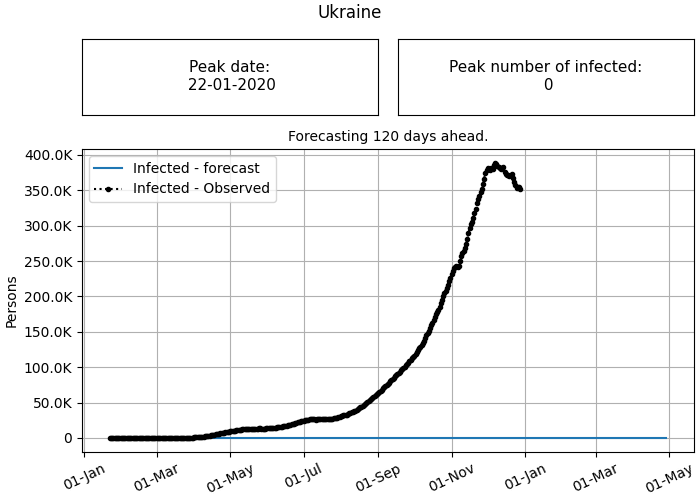 Ukraine
Peak date:
22-01-2020
Peak number of infected:
0
Forecasting 120 days ahead.
400.0K
350.0K
300.0K
250.0K
200.0K
150.0K
100.0K
50.0K
0
Persons
Infected - forecast
Infected - Observed
01-Jan
01-Mar
01-May
01-Jul
01-Sep
01-Nov
01-Jan
01-Mar
01-May